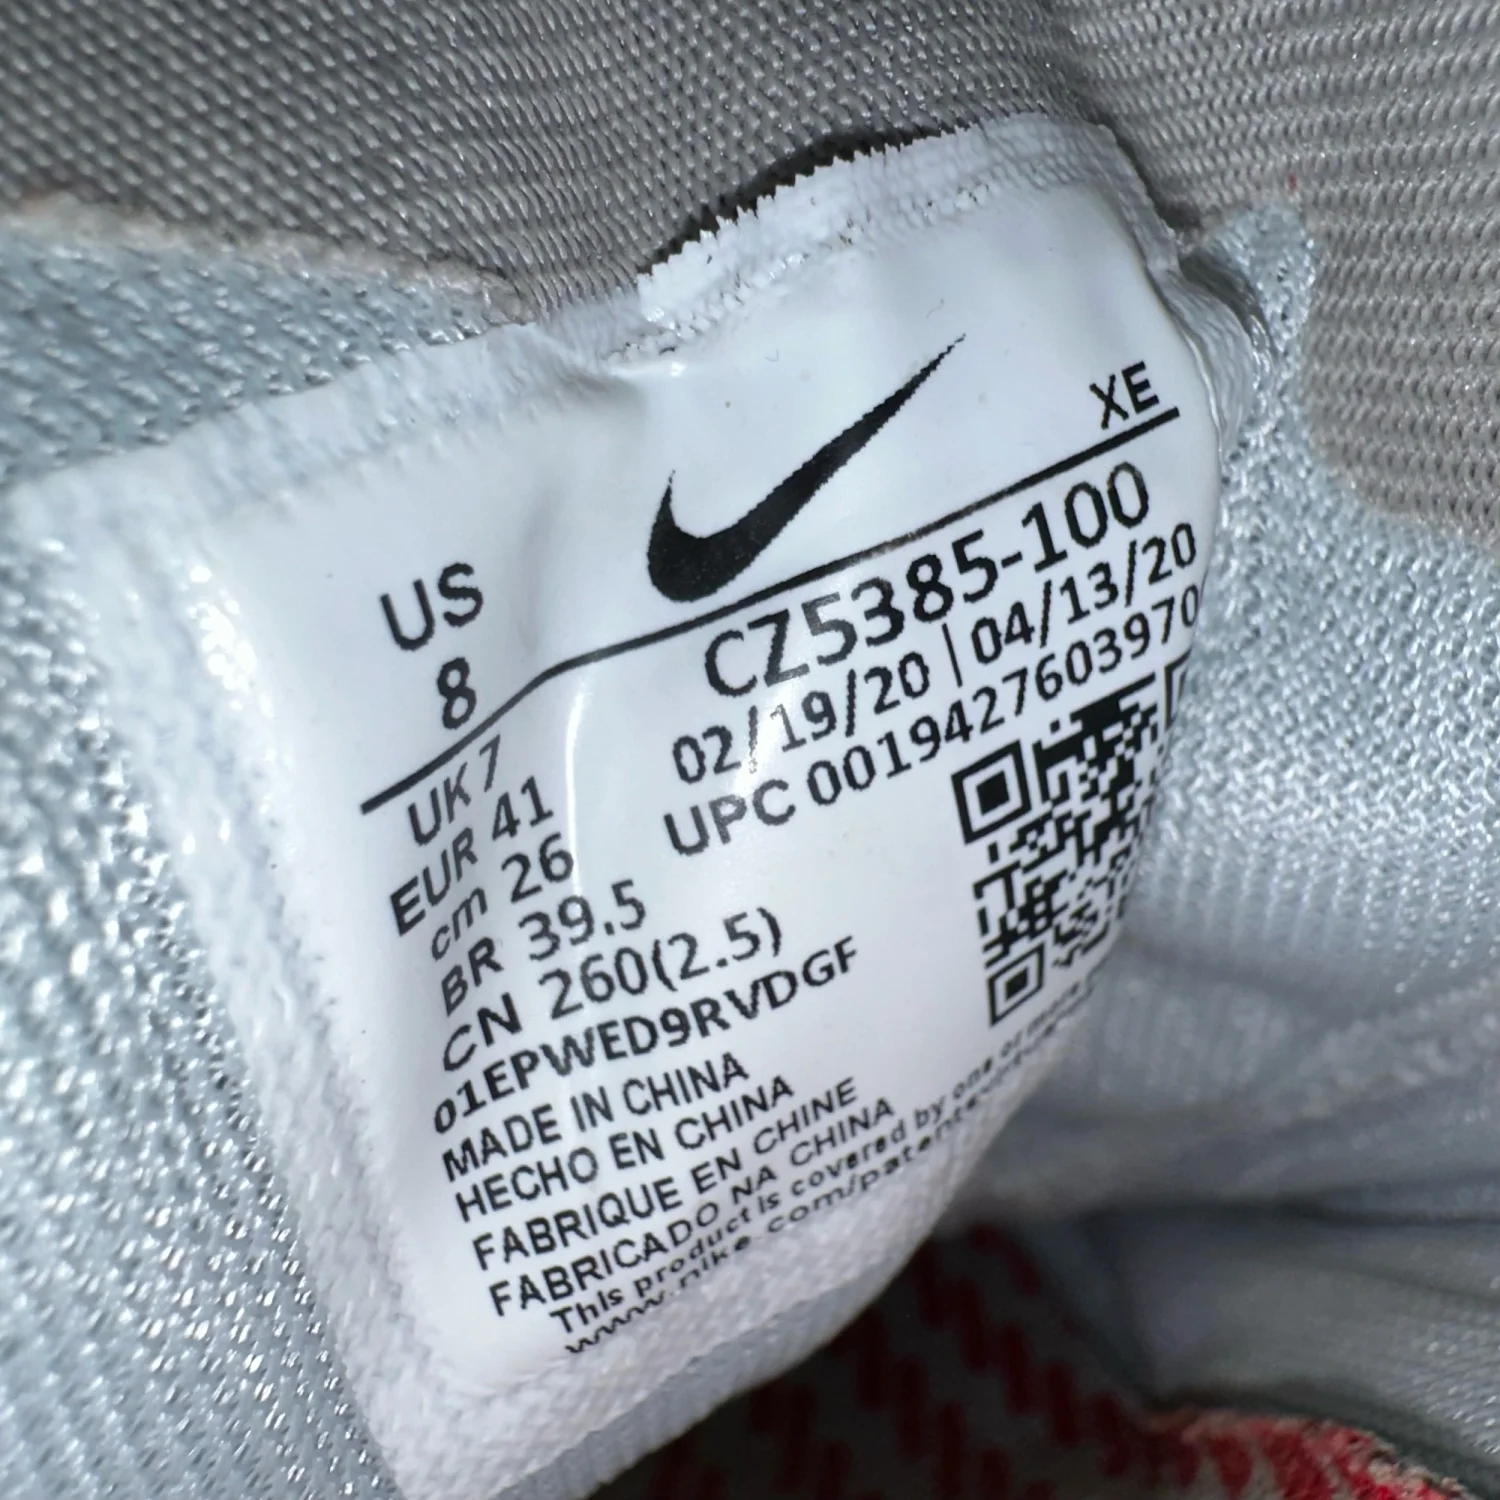 XE
US
8
CZ5385-100
02/19/20 | 04/13/20
UPC 00194276039700
UK 7
EUR 41
cm 26
BR 39.5
CN 260(2.5)
01EPWED9RVDGF
MADE IN CHINA
HECHO EN CHINA
FABRIQUE EN CHINE
FABRICADO NA CHINA
This product is covered by one or more
www.nike.com/patents